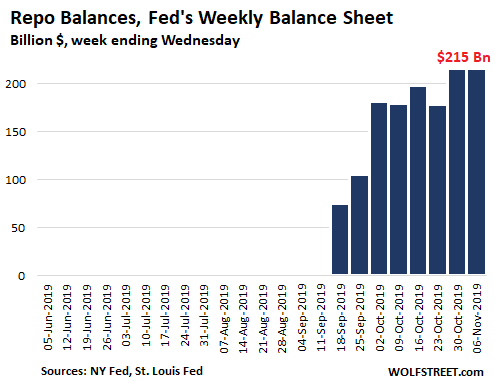 Repo Balances, Fed's Weekly Balance Sheet
Billion $, week ending Wednesday
$215 Bn
200
150
100
50
0
05-Jun-2019
12-Jun-2019
19-Jun-2019
26-Jun-2019
03-Jul-2019
10-Jul-2019
17-Jul-2019
24-Jul-2019
31-Jul-2019
07-Aug-2019
14-Aug-2019
21-Aug-2019
28-Aug-2019
04-Sep-2019
11-Sep-2019
18-Sep-2019
25-Sep-2019
02-Oct-2019
09-Oct-2019
16-Oct-2019
23-Oct-2019
30-Oct-2019
06-Nov-2019
Sources: NY Fed, St. Louis Fed
WOLFSTREET.com